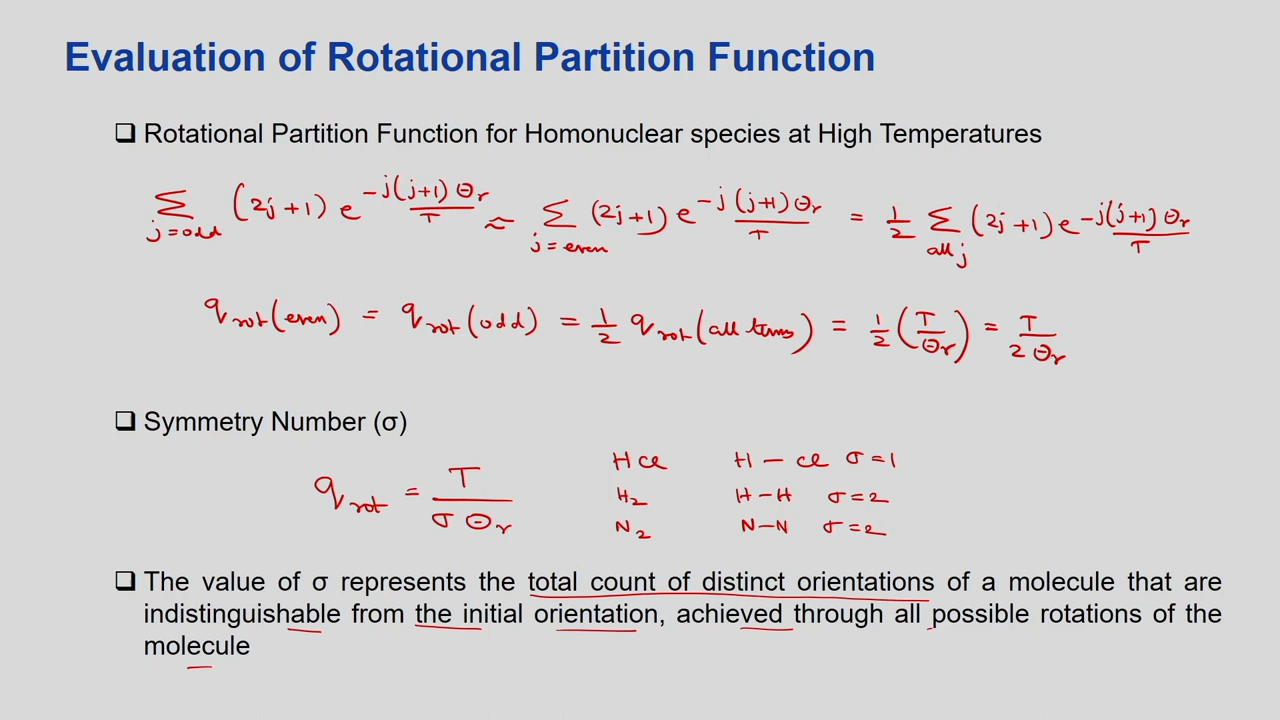 Evaluation of Rotational Partition Function
❑ Rotational Partition Function for Homonuclear species at High Temperatures
∑_{j=odd} (2j+1) e^{-j(j+1)Θr/T} ≈ ∑_{j=even} (2j+1) e^{-j(j+1)Θr/T} = 1/2 ∑_{all j} (2j+1) e^{-j(j+1)Θr/T}
q_rot(even) = q_rot(odd) = 1/2 q_rot(all terms) = 1/2 (T/Θr) = T/2Θr
❑ Symmetry Number (σ)
q_rot = T/σΘr
HCl H – Cl σ=1
H₂ H–H σ=2
N₂ N–N σ=2
❑ The value of σ represents the total count of distinct orientations of a molecule that are
indistinguishable from the initial orientation, achieved through all possible rotations of the
molecule